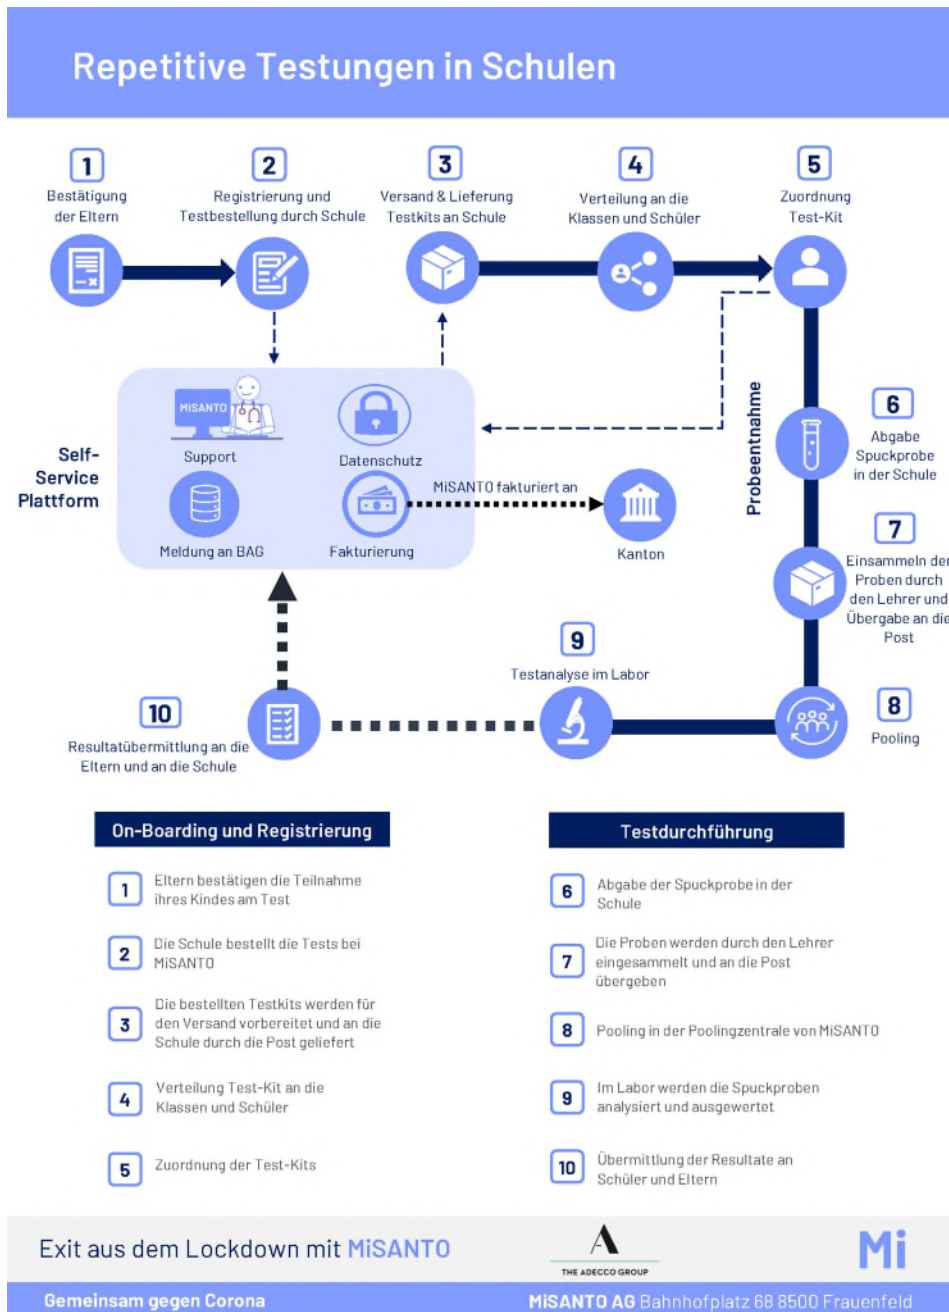 Repetitive Testungen in Schulen
1
Bestätigung
der Eltern
2
Registrierung und
Testbestellung durch Schule
3
Versand & Lieferung
Testkits an Schule
4
Verteilung an die
Klassen und Schüler
5
Zuordnung
Test-Kit
Self-
Service
Plattform
MiSANTO
Support
Datenschutz
Meldung an BAG
Fakturierung
MiSANTO fakturiert an
Kanton
Probeentnahme
6
Abgabe
Spuckprobe
in der Schule
7
Einsammeln der
Proben durch
den Lehrer und
Übergabe an die
Post
8
Pooling
9
Testanalyse im Labor
10
Resultatübermittlung an die
Eltern und an die Schule
On-Boarding und Registrierung
1
Eltern bestätigen die Teilnahme
ihres Kindes am Test
2
Die Schule bestellt die Tests bei
MiSANTO
3
Die bestellten Testkits werden für
den Versand vorbereitet und an die
Schule durch die Post geliefert
4
Verteilung Test-Kit an die
Klassen und Schüler
5
Zuordnung der Test-Kits
Testdurchführung
6
Abgabe der Spuckprobe in der
Schule
7
Die Proben werden durch den Lehrer
eingesammelt und an die Post
übergeben
8
Pooling in der Poolingzentrale von MiSANTO
9
Im Labor werden die Spuckproben
analysiert und ausgewertet
10
Übermittlung der Resultate an
Schüler und Eltern
Exit aus dem Lockdown mit MiSANTO
A
THE ADECCO GROUP
Mi
Gemeinsam gegen Corona
MiSANTO AG Bahnhofplatz 68 8500 Frauenfeld